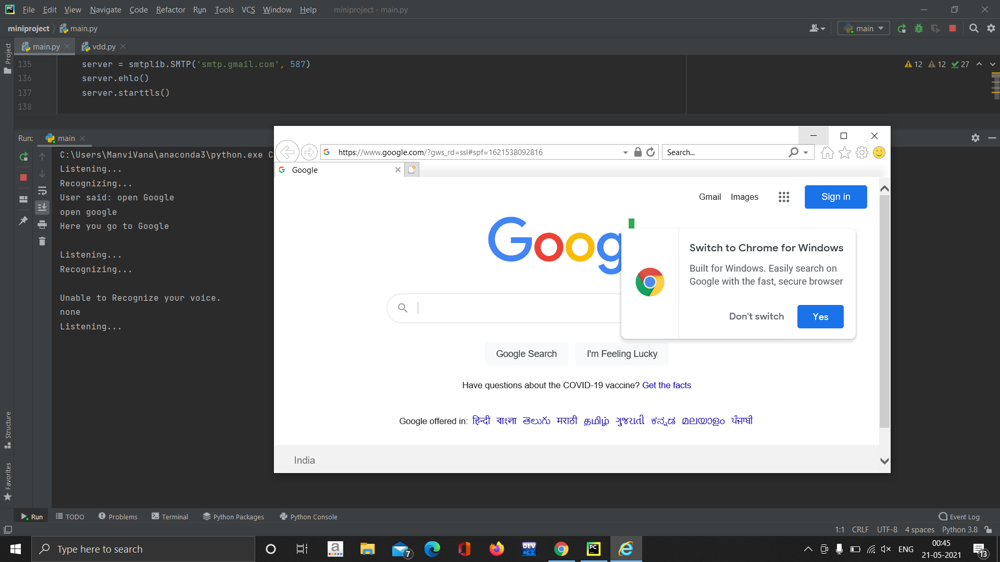 File Edit View Navigate Code Refactor Run Tools VCS Window Help miniproject - main.py
miniproject main.py main
main.py vdd.py
Project
135 server = smtplib.SMTP('smtp.gmail.com', 587)
12 12 27
136 server.ehlo()
137 server.starttls()
138
Run: main
C:\Users\ManviVana\anaconda3\python.exe C
Listening...
Recognizing...
User said: open Google
open google
Here you go to Google
Listening...
Recognizing...
Unable to Recognize your voice.
none
Listening...
https://www.google.com/?gws_rd=ssl#spf=1621538092816 Search...
Google
Gmail Images Sign in
Goog
Switch to Chrome for Windows
Built for Windows. Easily search on
Google with the fast, secure browser
Don't switch Yes
Google Search I'm Feeling Lucky
Have questions about the COVID-19 vaccine? Get the facts
Google offered in: हिन्दी বাংলা తెలుగు मराठी தமிழ் ગુજરાતી ಕನ್ನಡ മലയാളം ਪੰਜਾਬੀ
India
Structure
Favorites
Run TODO Problems Terminal Python Packages Python Console Event Log
1:1 CRLF UTF-8 4 spaces Python 3.8
Type here to search
a
7
DEV
C++
PC
ENG
00:45
21-05-2021
13